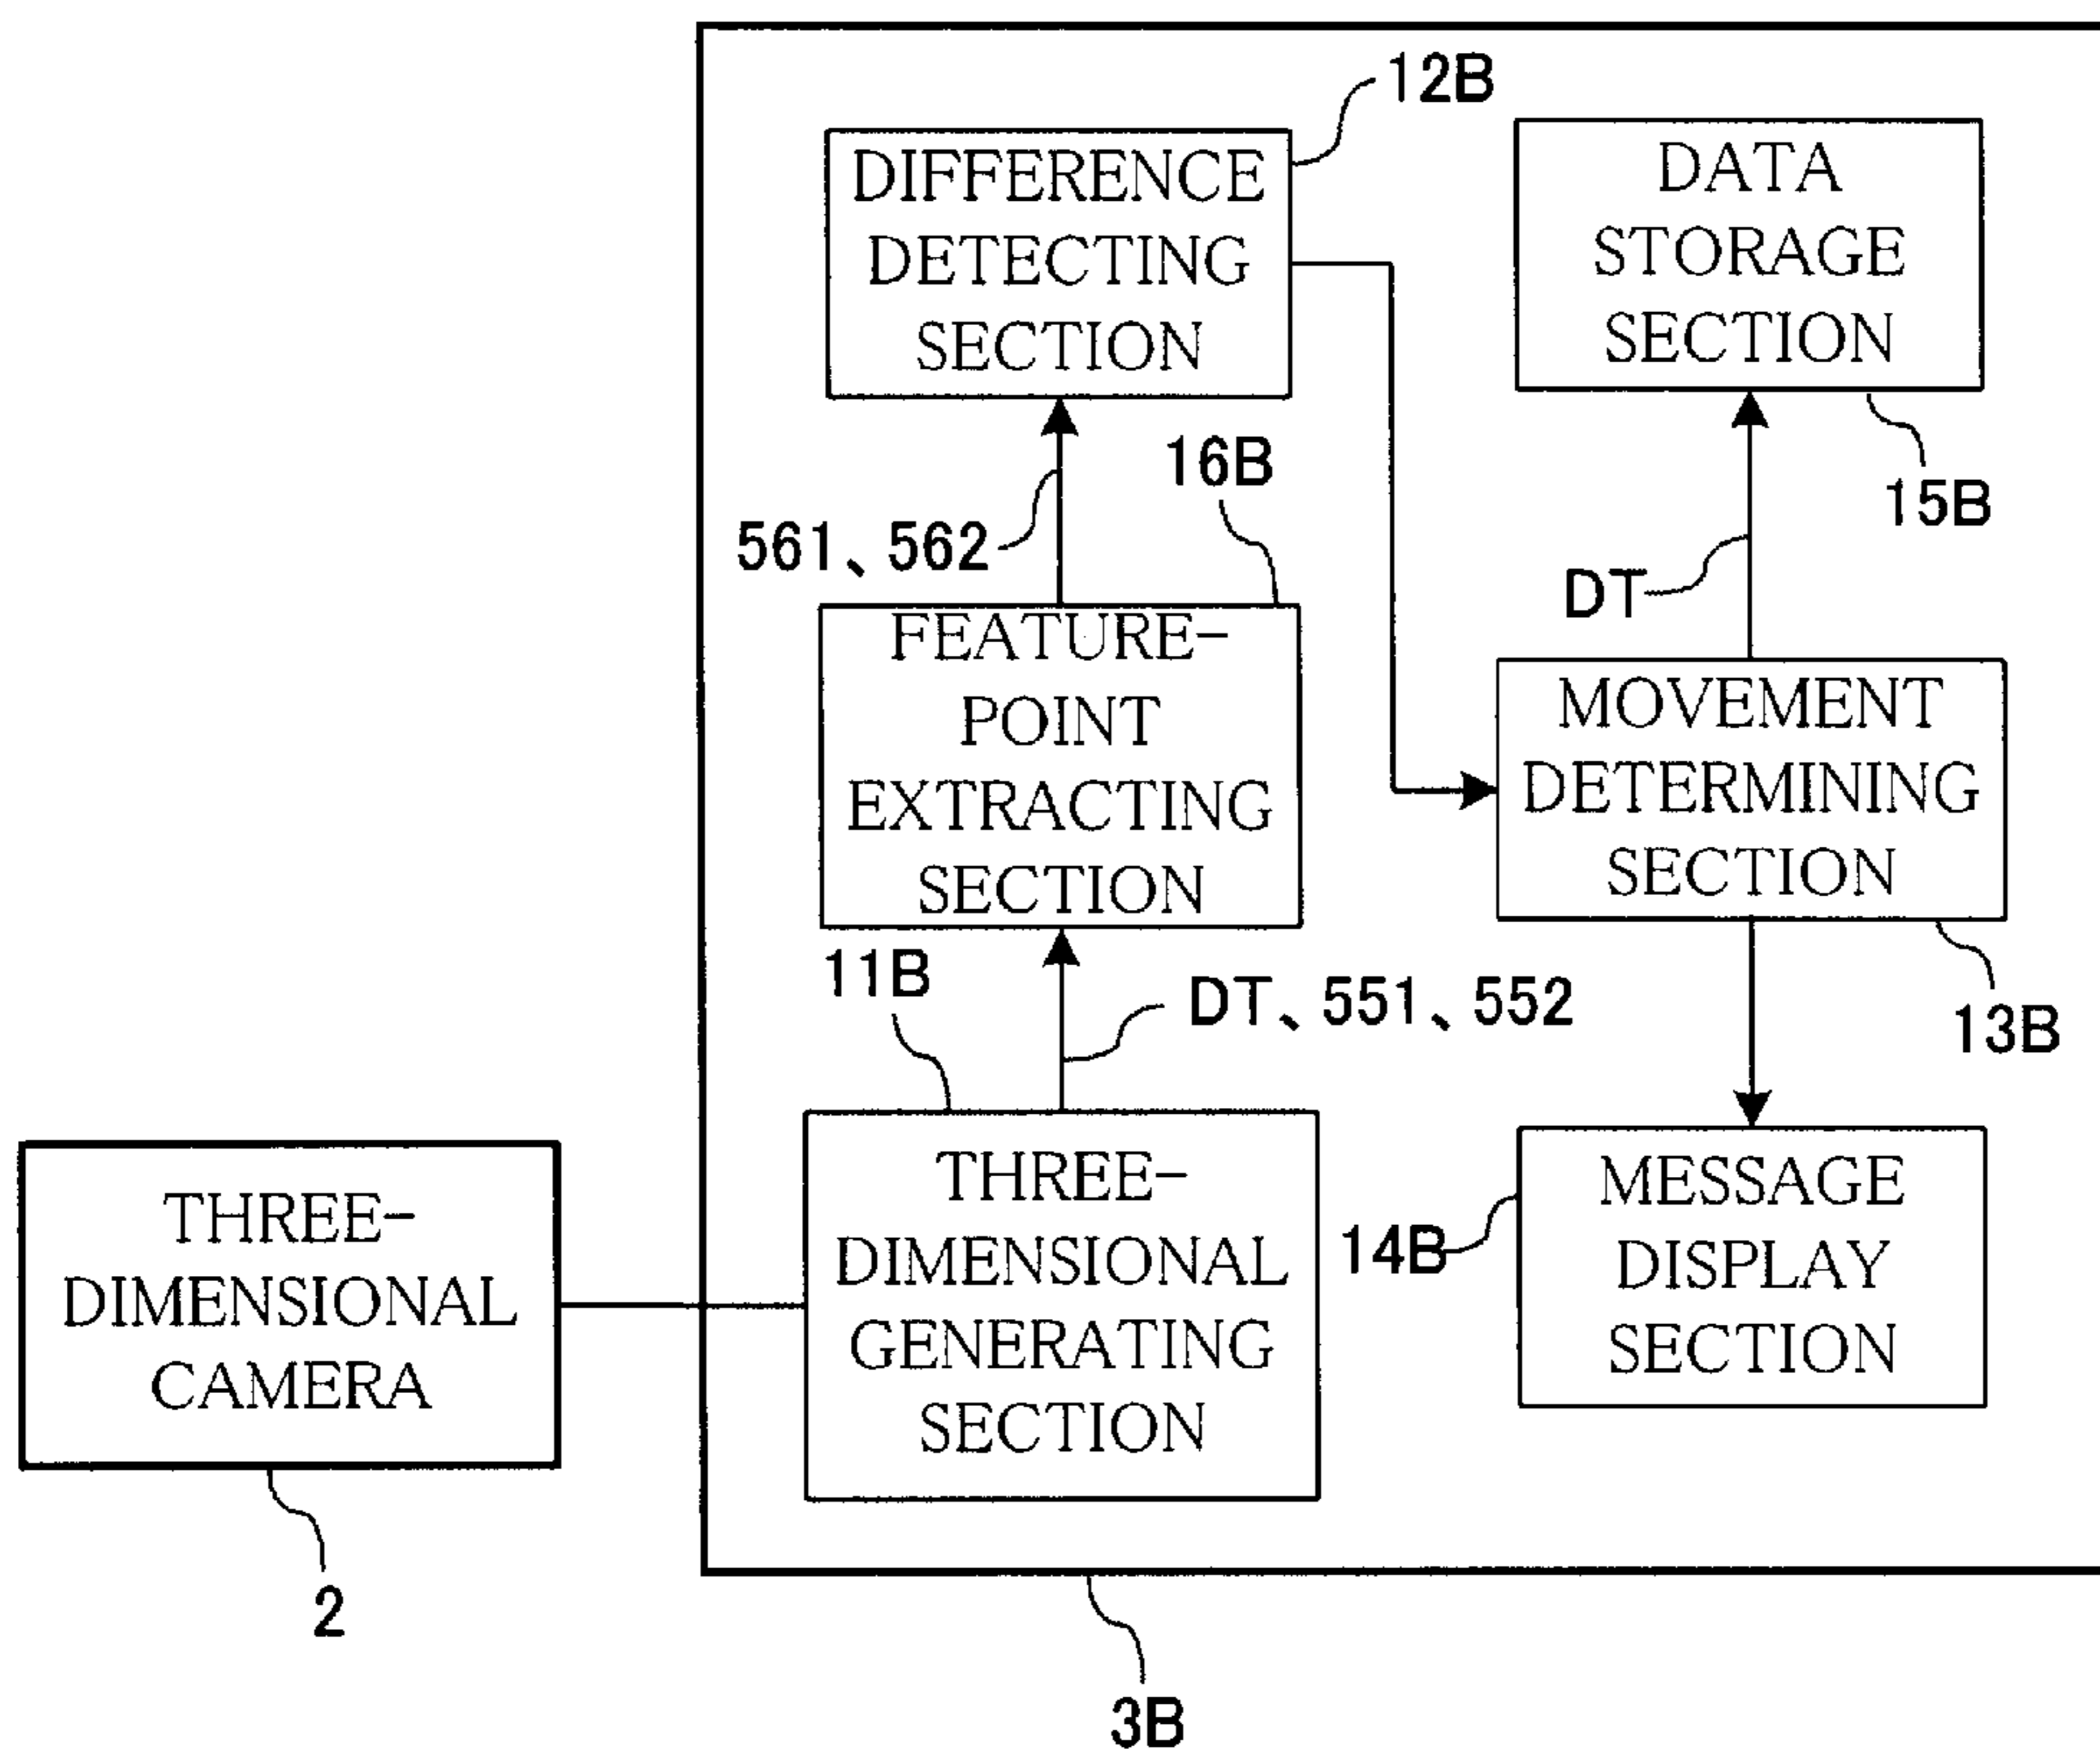 12B
DIFFERENCE
DETECTING
SECTION
DATA
STORAGE
SECTION
16B
15B
561、562
DT
FEATURE-
POINT
EXTRACTING
SECTION
MOVEMENT
DETERMINING
SECTION
11B
DT、551、552
13B
THREE-
DIMENSIONAL
CAMERA
THREE-
DIMENSIONAL
GENERATING
SECTION
14B
MESSAGE
DISPLAY
SECTION
2
3B